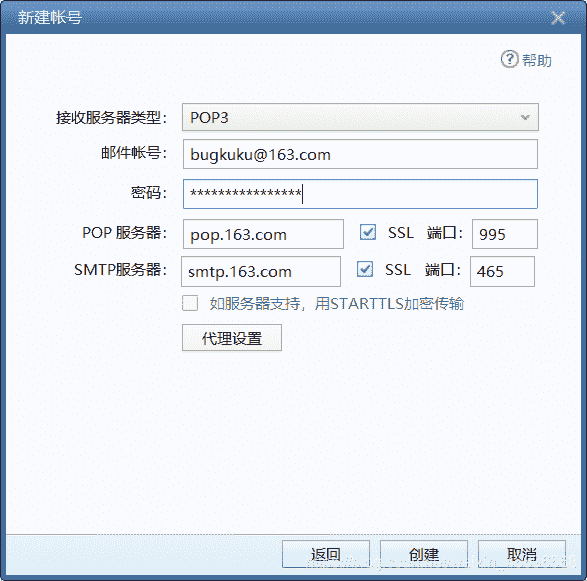 新建帐号
帮助
接收服务器类型： POP3
邮件帐号： bugkuku@163.com
密码： ****************
POP 服务器： pop.163.com SSL 端口： 995
SMTP服务器： smtp.163.com SSL 端口： 465
如服务器支持，用STARTTLS加密传输
代理设置
返回 创建 取消